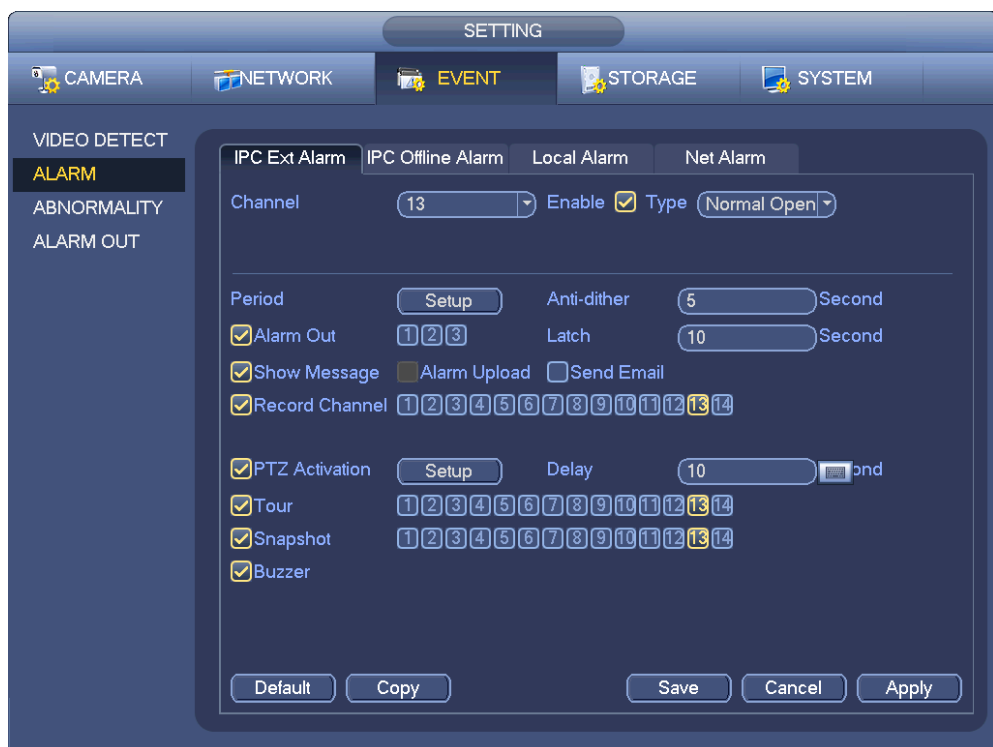 SETTING
CAMERA NETWORK EVENT STORAGE SYSTEM
VIDEO DETECT
ALARM
ABNORMALITY
ALARM OUT
IPC Ext Alarm IPC Offline Alarm Local Alarm Net Alarm
Channel 13 Enable Type Normal Open
Period Setup Anti-dither 5 Second
Alarm Out 1 2 3 Latch 10 Second
Show Message Alarm Upload Send Email
Record Channel 1 2 3 4 5 6 7 8 9 10 11 12 13 14
PTZ Activation Setup Delay 10 ond
Tour 1 2 3 4 5 6 7 8 9 10 11 12 13 14
Snapshot 1 2 3 4 5 6 7 8 9 10 11 12 13 14
Buzzer
Default Copy Save Cancel Apply